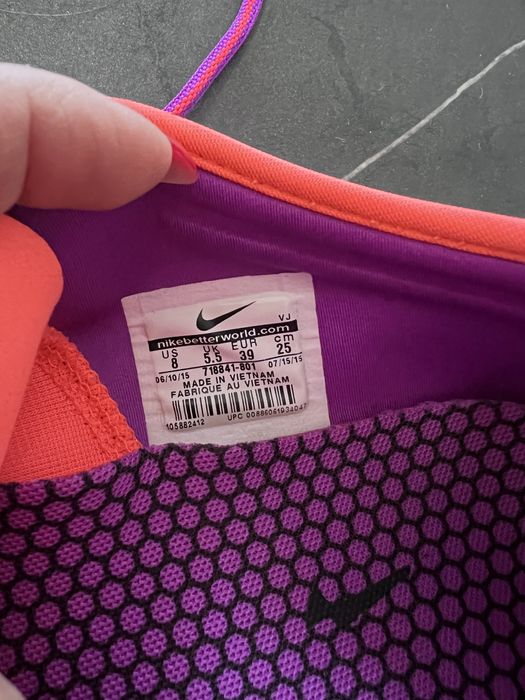 VJ
nikebetterworld.com
US UK EUR cm
8 5.5 39 25
06/10/15 718841-801 07/15/15
MADE IN VIETNAM
FABRIQUE AU VIETNAM
105882412 UPC 00886061934047